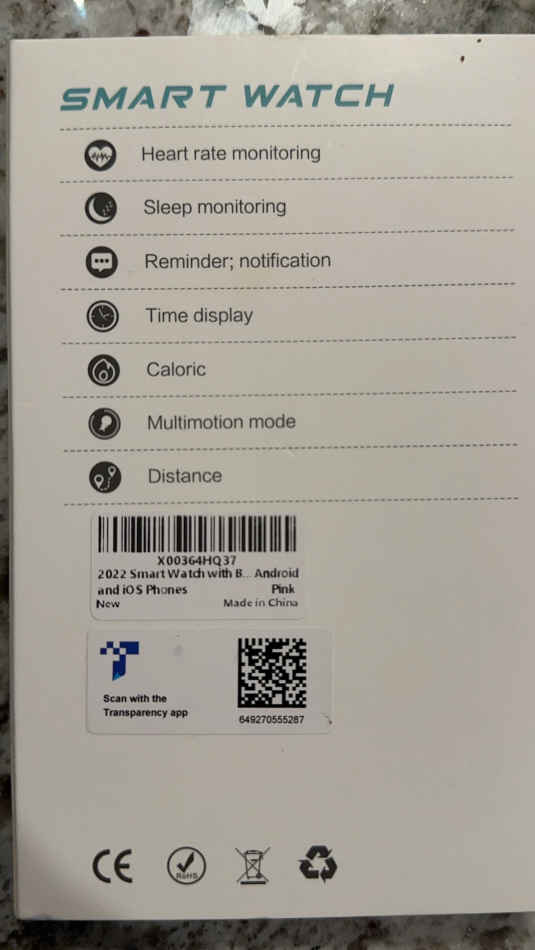 SMART WATCH
Heart rate monitoring
Sleep monitoring
Reminder; notification
Time display
Caloric
Multimotion mode
Distance
X00364HQ37
2022 Smart Watch with B... Android
and iOS Phones Pink
New Made in China
Scan with the
Transparency app
649270555287
CE RoHS